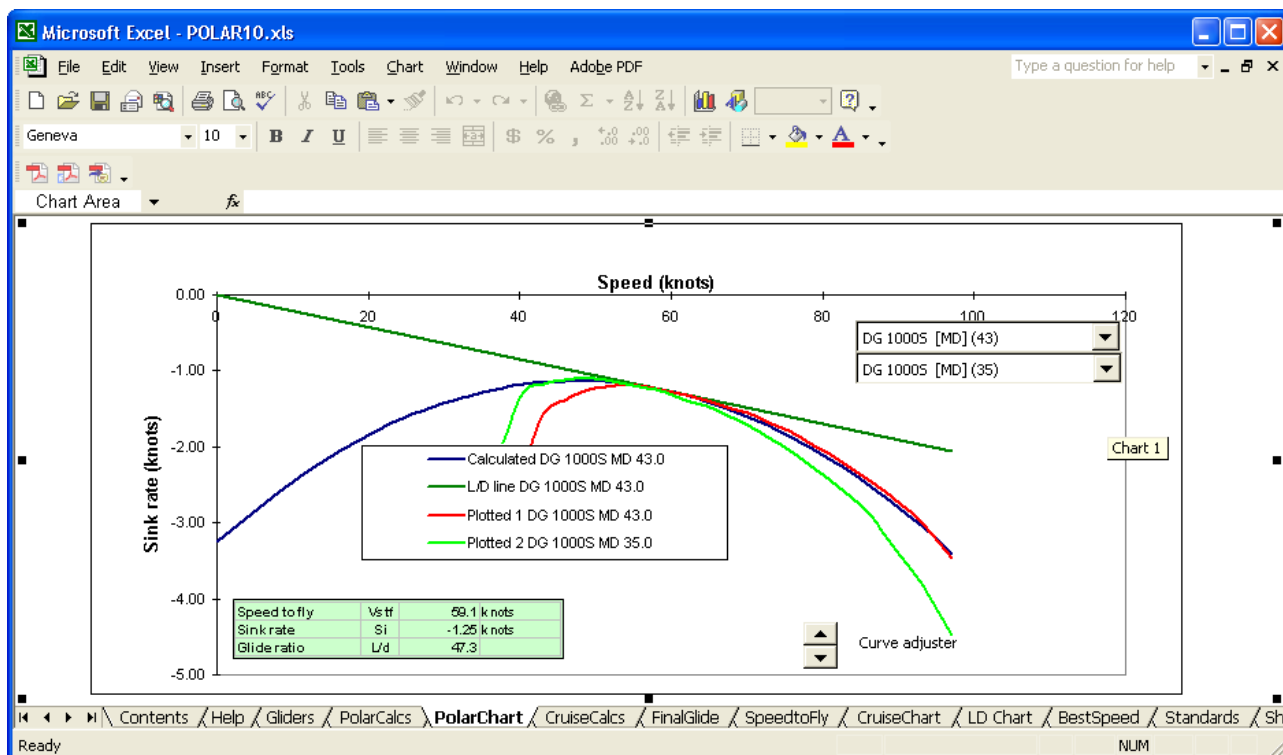 Microsoft Excel - POLAR10.xls
File Edit View Insert Format Tools Chart Window Help Adobe PDF Type a question for help
Geneva 10 B I U $ % ,
Chart Area fx
Speed (knots)
0.00
0 20 40 60 80 100 120
DG 1000S [MD] (43)
DG 1000S [MD] (35)
-1.00
-2.00
-3.00
-4.00
-5.00
Sink rate (knots)
Chart 1
Calculated DG 1000S MD 43.0
L/D line DG 1000S MD 43.0
Plotted 1 DG 1000S MD 43.0
Plotted 2 DG 1000S MD 35.0
Speed to fly Vstf 59.1 knots
Sink rate Si -1.25 knots
Glide ratio L/d 47.3
Curve adjuster
Contents Help Gliders PolarCalcs PolarChart CruiseCalcs FinalGlide SpeedtoFly CruiseChart LD Chart BestSpeed Standards Sh
Ready NUM